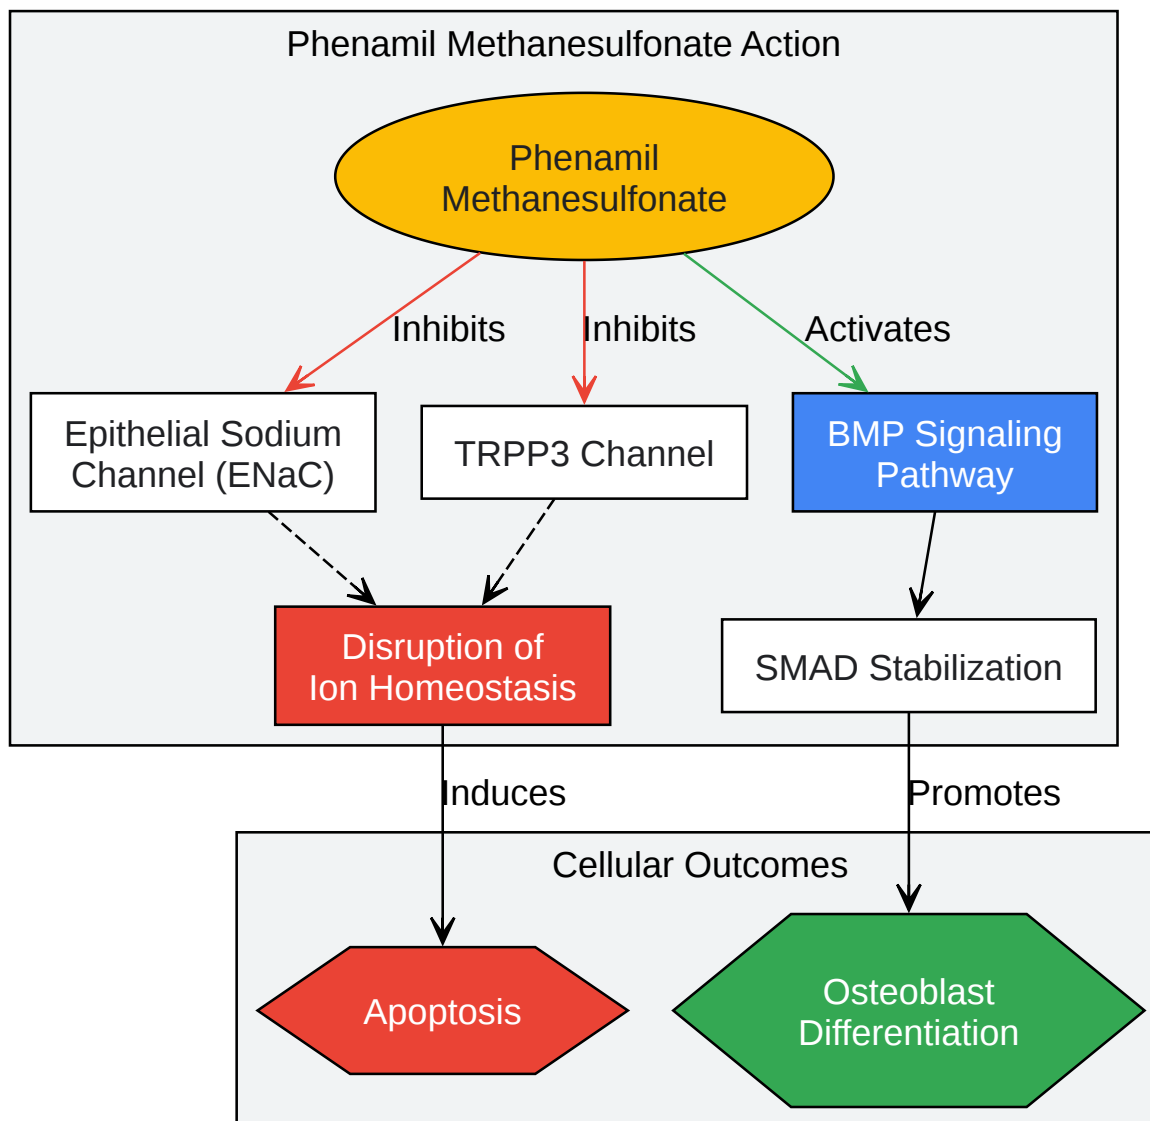 Phenamil Methanesulfonate Action
Phenamil
Methanesulfonate
Inhibits
Inhibits
Activates
Epithelial Sodium
Channel (ENaC)
TRPP3 Channel
BMP Signaling
Pathway
Disruption of
Ion Homeostasis
SMAD Stabilization
Induces
Promotes
Cellular Outcomes
Apoptosis
Osteoblast
Differentiation